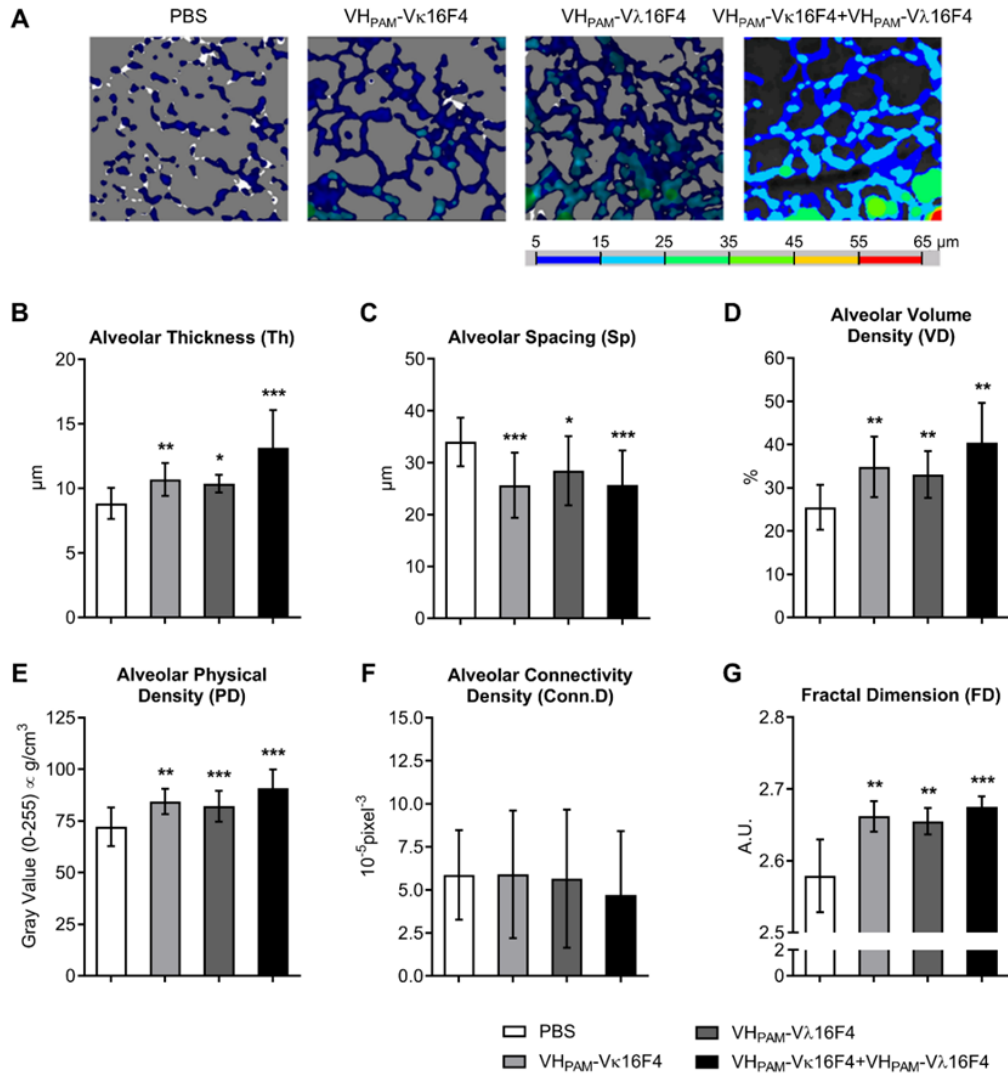 A
PBS
VHPAM-Vκ16F4
VHPAM-Vλ16F4
VHPAM-Vκ16F4+VHPAM-Vλ16F4
5 15 25 35 45 55 65 µm
B
Alveolar Thickness (Th)
20
15
10
5
0
µm
**
*
***
C
Alveolar Spacing (Sp)
50
40
30
20
10
0
µm
***
*
***
D
Alveolar Volume
Density (VD)
60
50
40
30
20
10
0
%
**
**
**
E
Alveolar Physical
Density (PD)
125
100
75
50
25
0
Gray Value (0-255) ∝ g/cm³
**
***
***
F
Alveolar Connectivity
Density (Conn.D)
15.0
12.5
10.0
7.5
5.0
2.5
0.0
10⁻⁵pixel⁻³
G
Fractal Dimension (FD)
2.8
2.7
2.6
2.5
2
0
A.U.
**
**
***
PBS
VHPAM-Vκ16F4
VHPAM-Vλ16F4
VHPAM-Vκ16F4+VHPAM-Vλ16F4